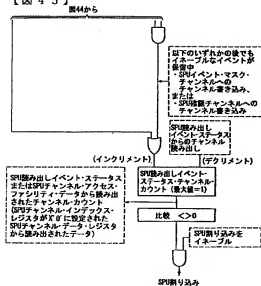 【図45】
図44から
以下のいずれかの後でも
イネーブルなイベントが
保留中
・SPUイベント・マスク・
チャンネルへの
チャンネル書き込み、
または
・SPU肯認チャンネルへの
チャンネル書き込み
SPU読み出し
イベント・ステータス
からのチャンネル
読み出し
(インクリメント)
(デクリメント)
SPU読み出しイベント・
ステータス・チャンネル・
カウント(最大値=1)
SPU読み出し
イベント・ステータス
またはSPUチャンネル・アクセス・
ファシリティ・データから読み出
されたチャンネル・カウント
(SPUチャンネル・インデックス・
レジスタがX'0'に設定された
SPUチャンネル・データ・レジスタ
から読み出されたデータ)
比較 <>0
SPU割り込みを
イネーブル
SPU割り込み